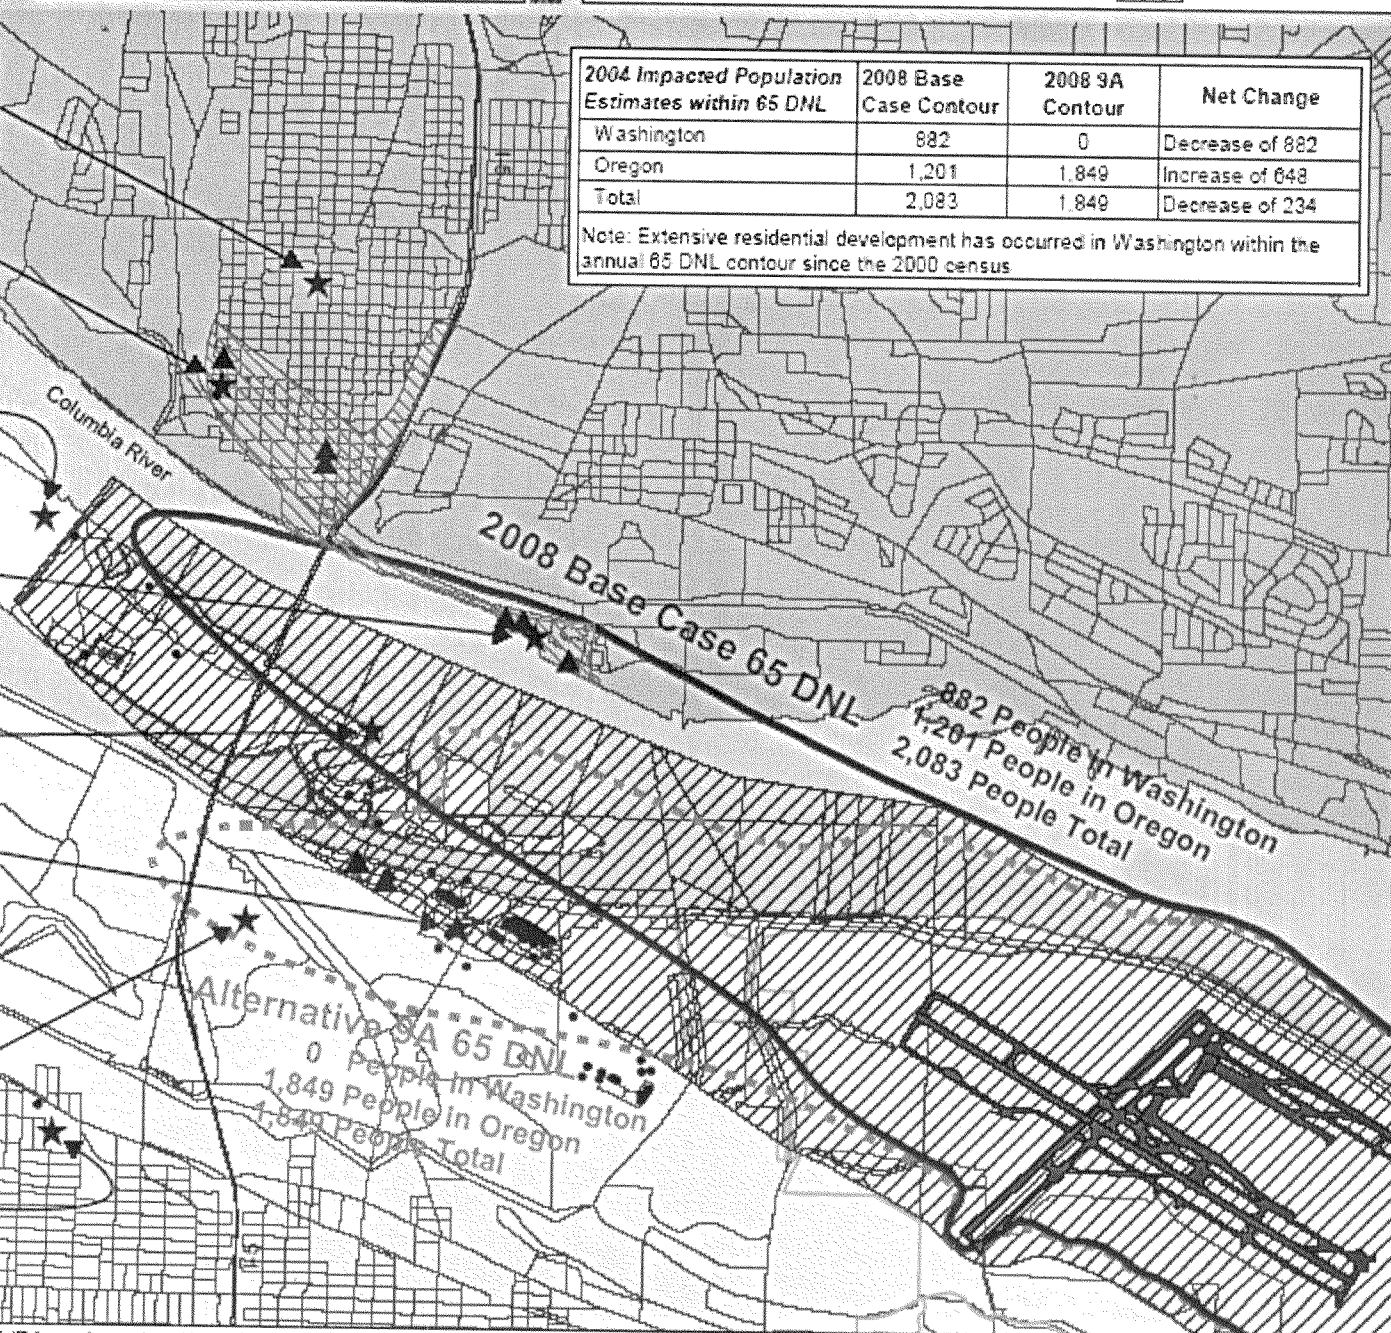 2004 Impacted Population Estimates within 65 DNL | 2008 Base Case Contour | 2008 9A Contour | Net Change
Washington | 882 | 0 | Decrease of 882
Oregon | 1,201 | 1,849 | Increase of 648
Total | 2,083 | 1,849 | Decrease of 234
Note: Extensive residential development has occurred in Washington within the
annual 65 DNL contour since the 2000 census
Columbia River
2008 Base Case 65 DNL
882 People in Washington
1,201 People in Oregon
2,083 People Total
Alternative 9A 65 DNL
0 People in Washington
1,849 People in Oregon
1,849 People Total